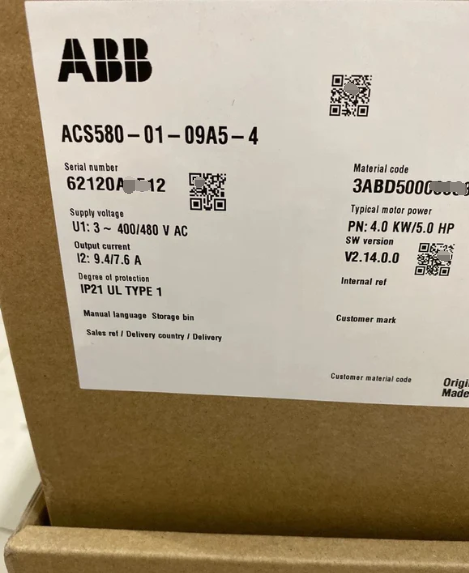 ABB
ACS580-01-09A5-4
Serial number
Material code
Supply voltage
U1: 3 ~ 400/480 V AC
Typical motor power
PN: 4.0 KW/5.0 HP
Output current
I2: 9.4/7.6 A
SW version
V2.14.0.0
Degree of protection
IP21 UL TYPE 1
Internal ref
Manual language Storage bin
Customer mark
Sales ref / Delivery country / Delivery
Customer material code